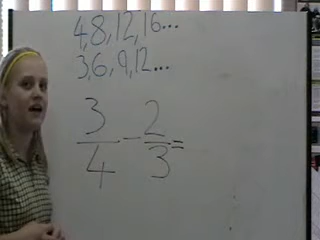 4,8,12,16...
3,6,9,12...
3/4 - 2/3 =